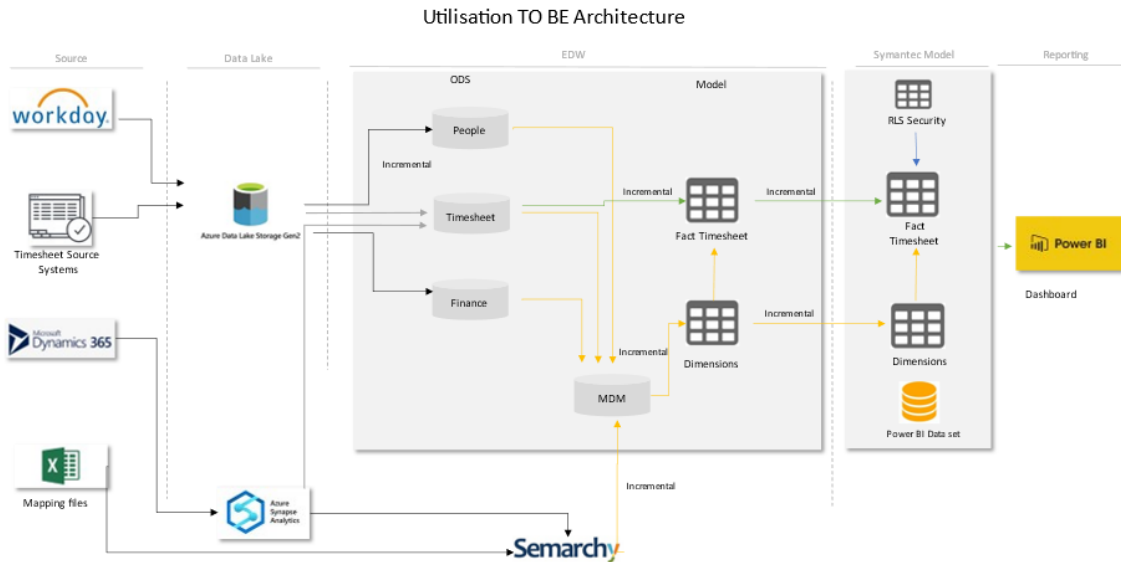 Utilisation TO BE Architecture
Source
Data Lake
EDW
Symantec Model
Reporting
ODS
Model
workday.
People
RLS Security
Incremental
Incremental
Incremental
Timesheet
Azure Data Lake Storage Gen2
Fact Timesheet
Fact
Timesheet
Power BI
Timesheet Source
Systems
Dashboard
Finance
Microsoft
Dynamics 365
Incremental
Incremental
Dimensions
Dimensions
MDM
Power BI Data set
X
Mapping files
Incremental
Azure
Synapse
Analytics
Semarchy